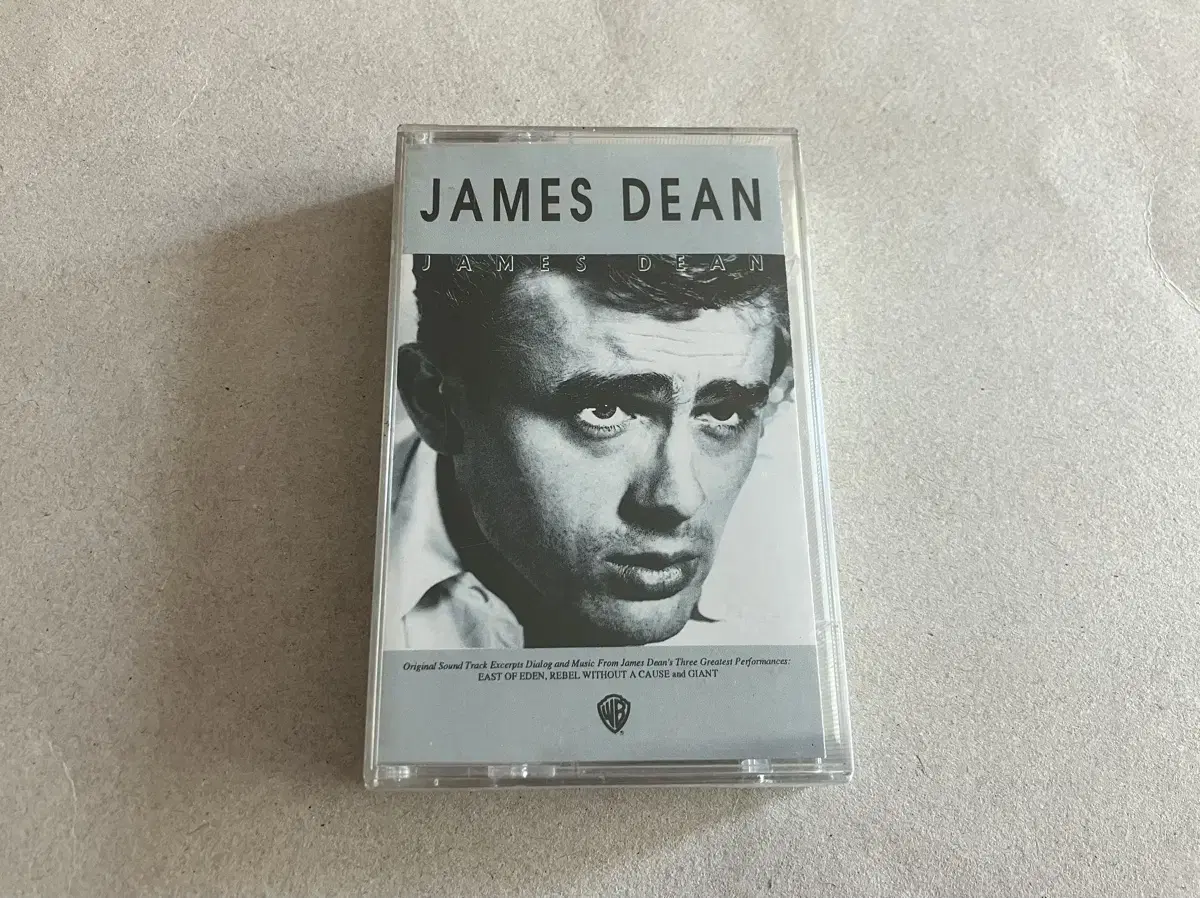 JAMES DEAN
JAMES DEAN
Original Sound Track Excerpts Dialog and Music From James Dean's Three Greatest Performances:
EAST OF EDEN, REBEL WITHOUT A CAUSE and GIANT
WB